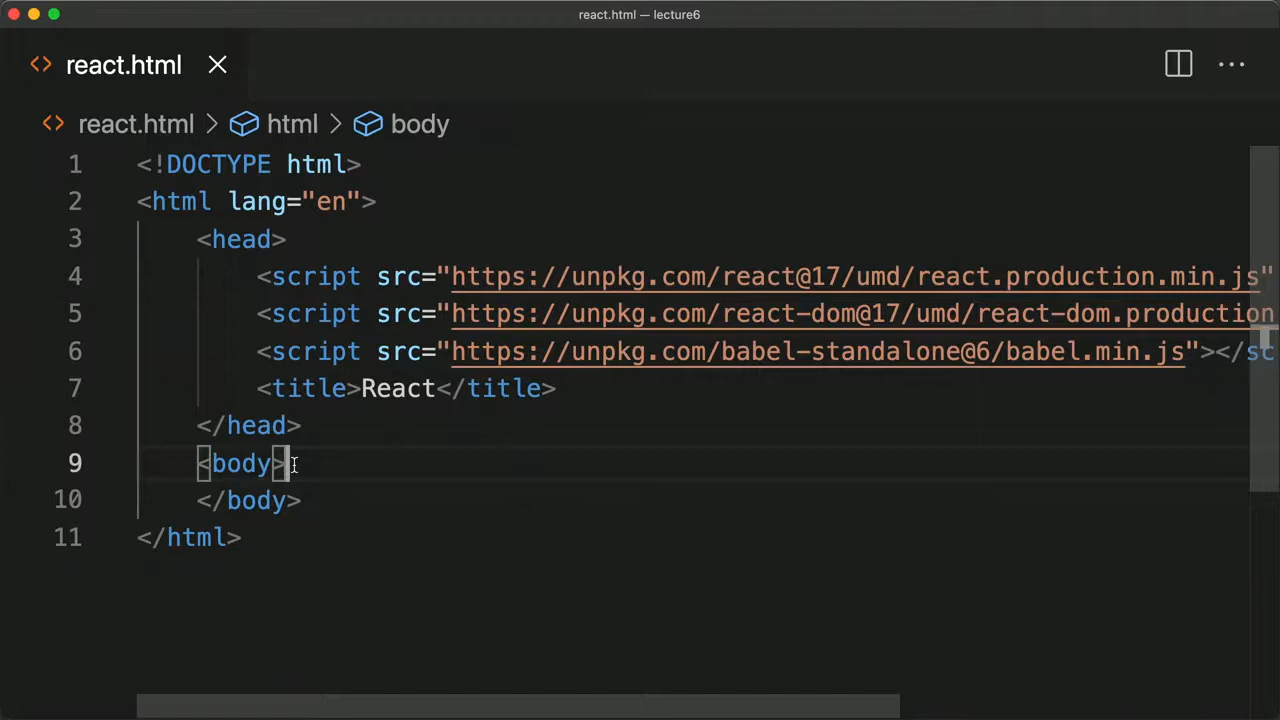 react.html — lecture6
react.html
react.html > html > body
1 <!DOCTYPE html>
2 <html lang="en">
3 <head>
4 <script src="https://unpkg.com/react@17/umd/react.production.min.js"
5 <script src="https://unpkg.com/react-dom@17/umd/react-dom.production
6 <script src="https://unpkg.com/babel-standalone@6/babel.min.js"></sc
7 <title>React</title>
8 </head>
9 <body>
10 </body>
11 </html>